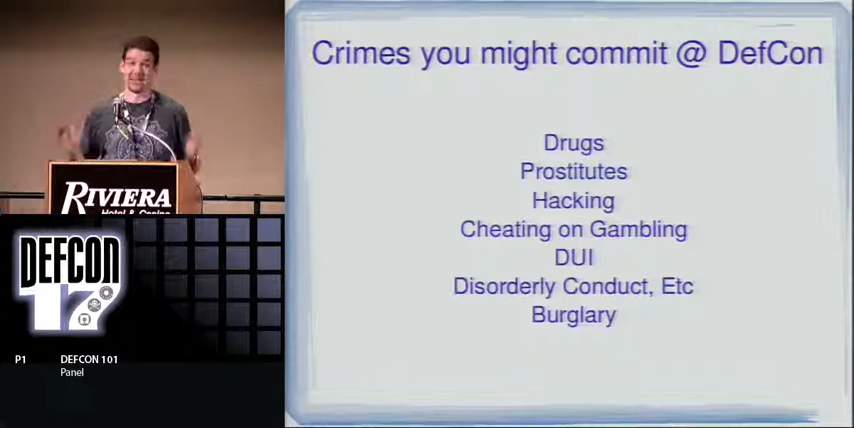 RIVIERA
Hotel & Casino
DEFCON
17
P1 DEFCON 101
Panel
Crimes you might commit @ DefCon
Drugs
Prostitutes
Hacking
Cheating on Gambling
DUI
Disorderly Conduct, Etc
Burglary